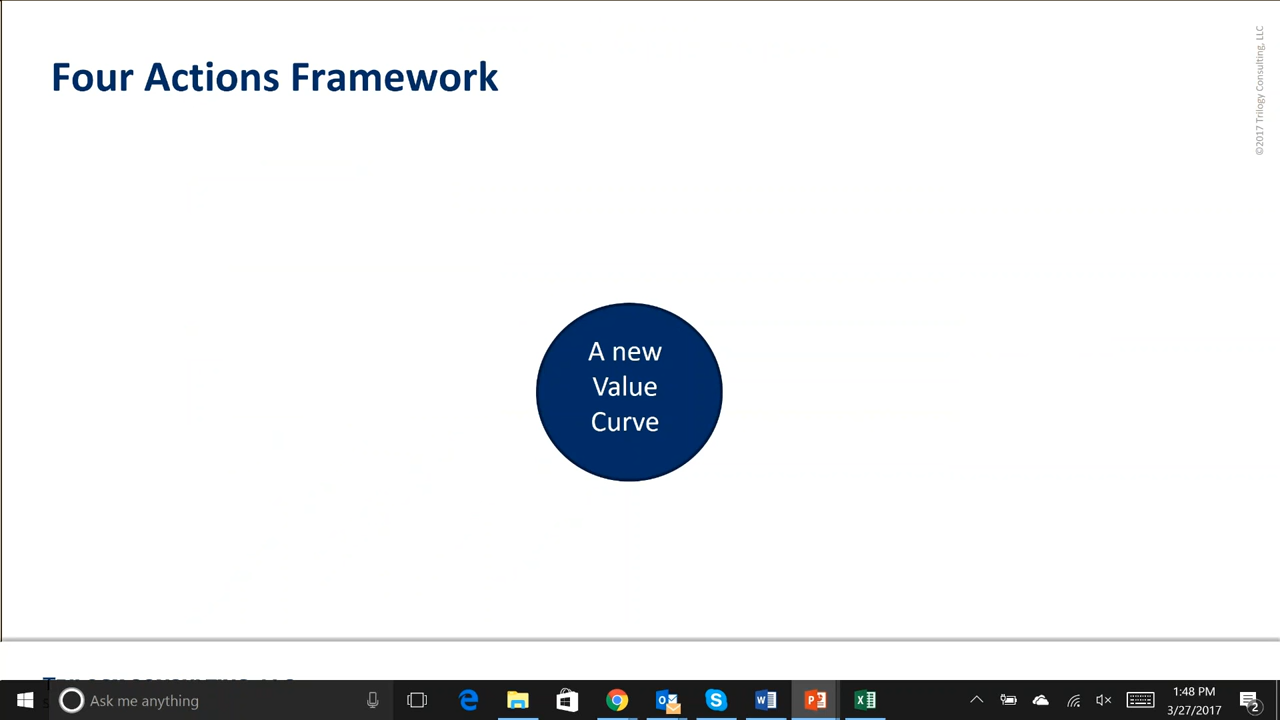 Four Actions Framework
©2017 Trilogy Consulting, LLC
A new
Value
Curve
Ask me anything
1:48 PM
3/27/2017
2